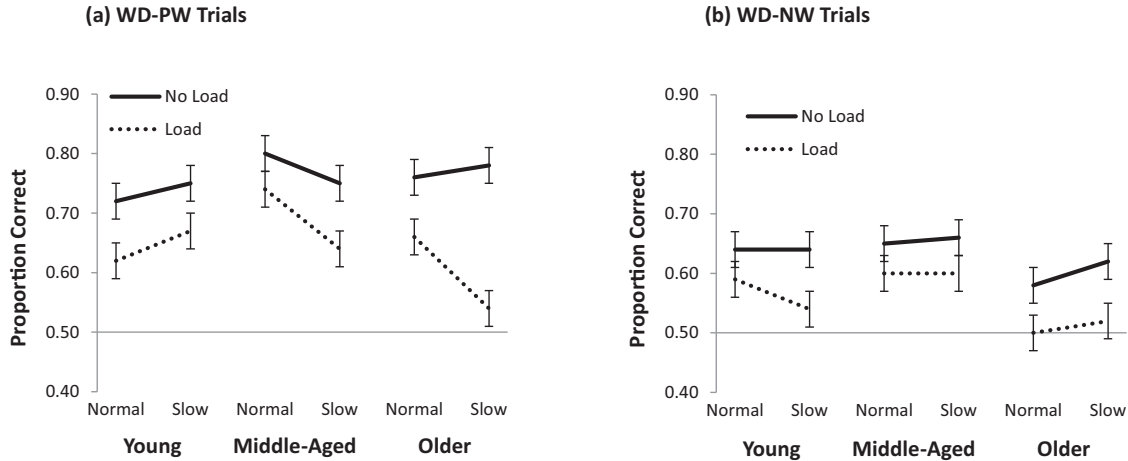 (a) WD-PW Trials
0.90
No Load
Load
0.80
0.70
0.60
0.50
0.40
Proportion Correct
Normal Slow Normal Slow Normal Slow
Young Middle-Aged Older
(b) WD-NW Trials
0.90
No Load
Load
0.80
0.70
0.60
0.50
0.40
Proportion Correct
Normal Slow Normal Slow Normal Slow
Young Middle-Aged Older